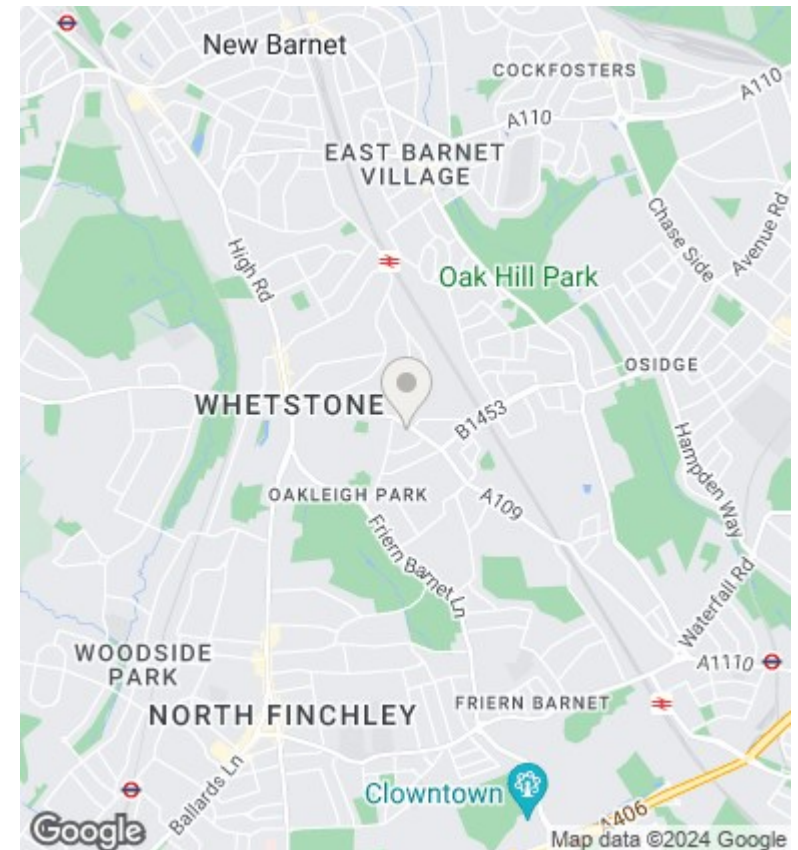 New Barnet
COCKFOSTERS
A110
A110
EAST BARNET
VILLAGE
Chase Side
Avenue Rd
High Rd
Oak Hill Park
OSIDGE
WHETSTONE
B1453
Hampden Way
OAKLEIGH PARK
A109
Friern Barnet Ln
Waterfall Rd
WOODSIDE
PARK
A1110
FRIERN BARNET
NORTH FINCHLEY
Ballards Ln
Clowntown
A406
Google
Map data ©2024 Google